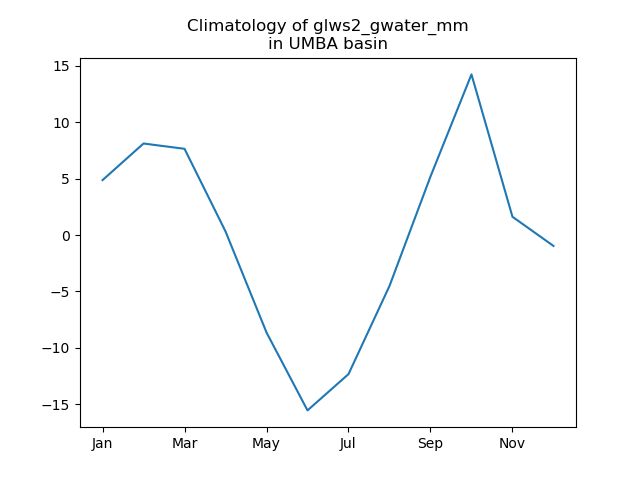 Climatology of glws2_gwater_mm
in UMBA basin
15
10
5
0
−5
−10
−15
Jan
Mar
May
Jul
Sep
Nov